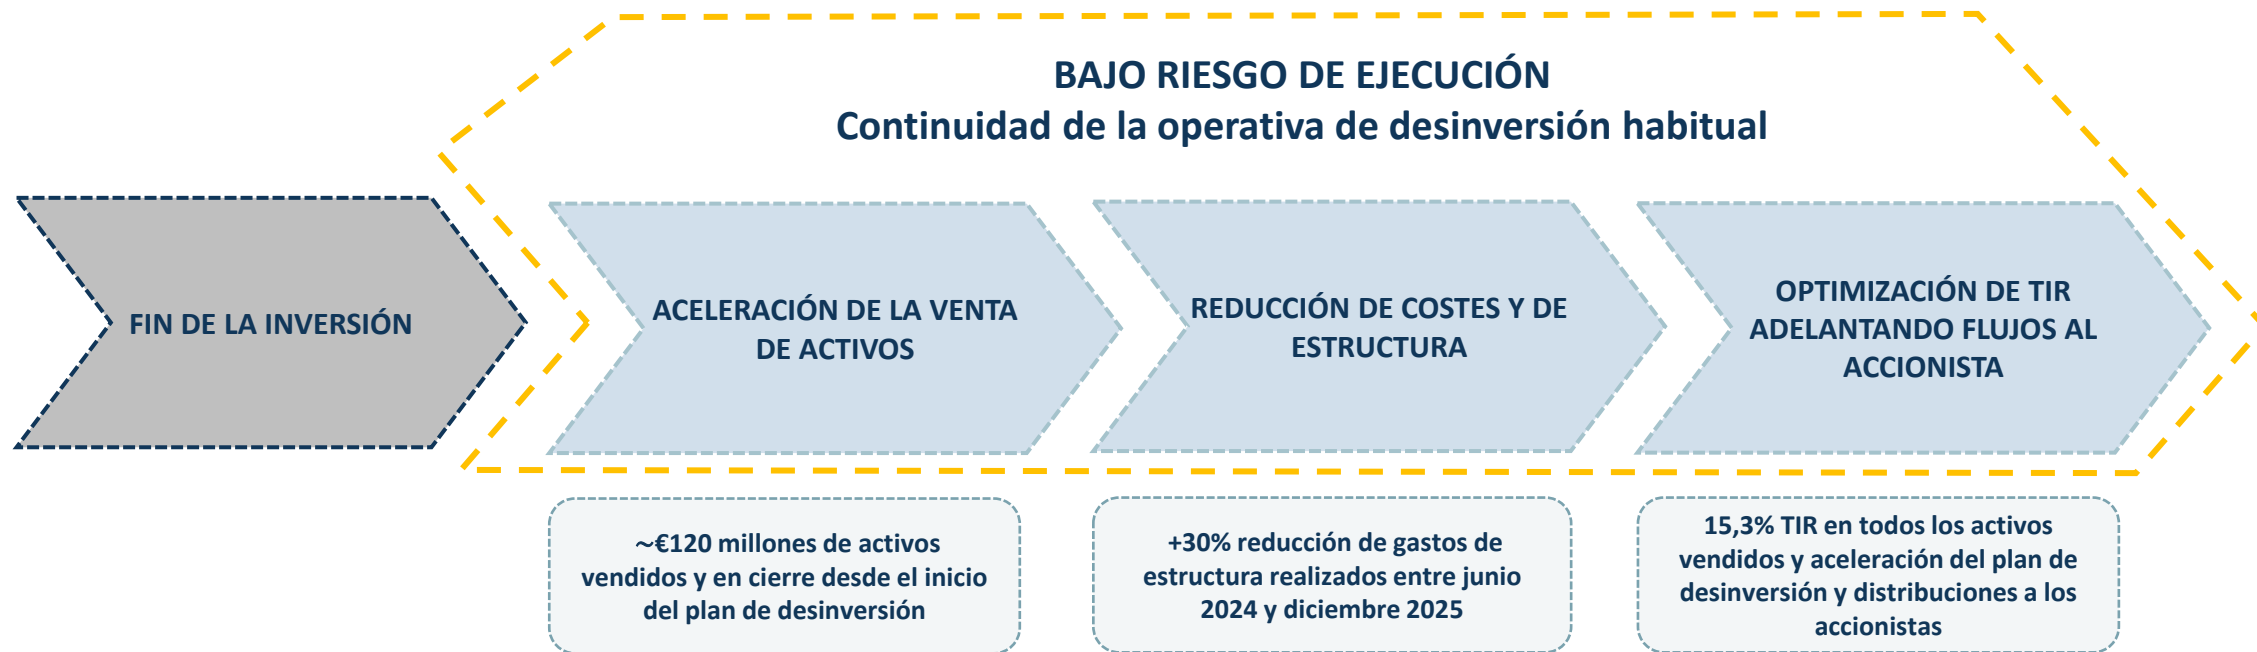 BAJO RIESGO DE EJECUCIÓN
Continuidad de la operativa de desinversión habitual
FIN DE LA INVERSIÓN
ACELERACIÓN DE LA VENTA
DE ACTIVOS
REDUCCIÓN DE COSTES Y DE
ESTRUCTURA
OPTIMIZACIÓN DE TIR
ADELANTANDO FLUJOS AL
ACCIONISTA
~€120 millones de activos
vendidos y en cierre desde el inicio
del plan de desinversión
+30% reducción de gastos de
estructura realizados entre junio
2024 y diciembre 2025
15,3% TIR en todos los activos
vendidos y aceleración del plan de
desinversión y distribuciones a los
accionistas